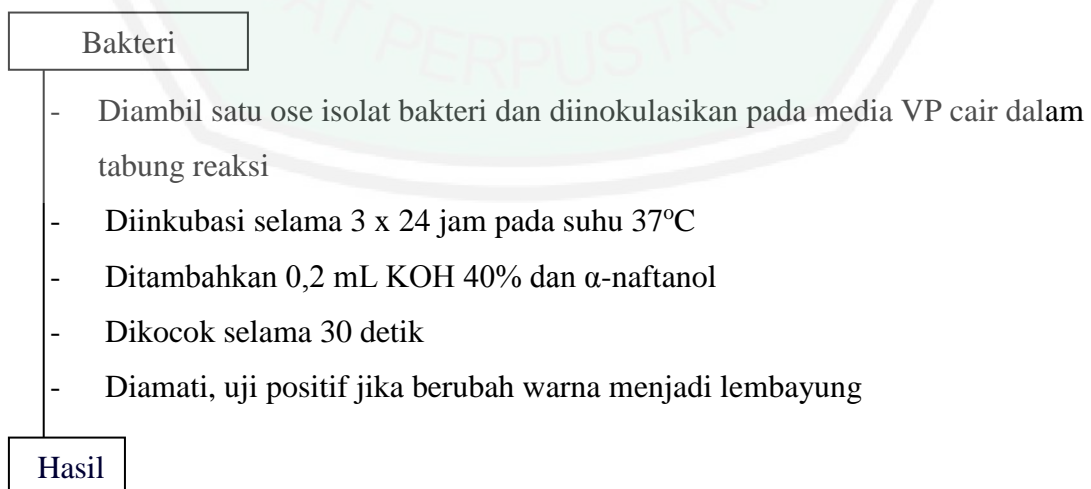 AT PERPUSTA
Bakteri
- Diambil satu ose isolat bakteri dan diinokulasikan pada media VP cair dalam
tabung reaksi
- Diinkubasi selama 3 x 24 jam pada suhu 37°C
- Ditambahkan 0,2 mL KOH 40% dan α-naftanol
- Dikocok selama 30 detik
- Diamati, uji positif jika berubah warna menjadi lembayung
Hasil